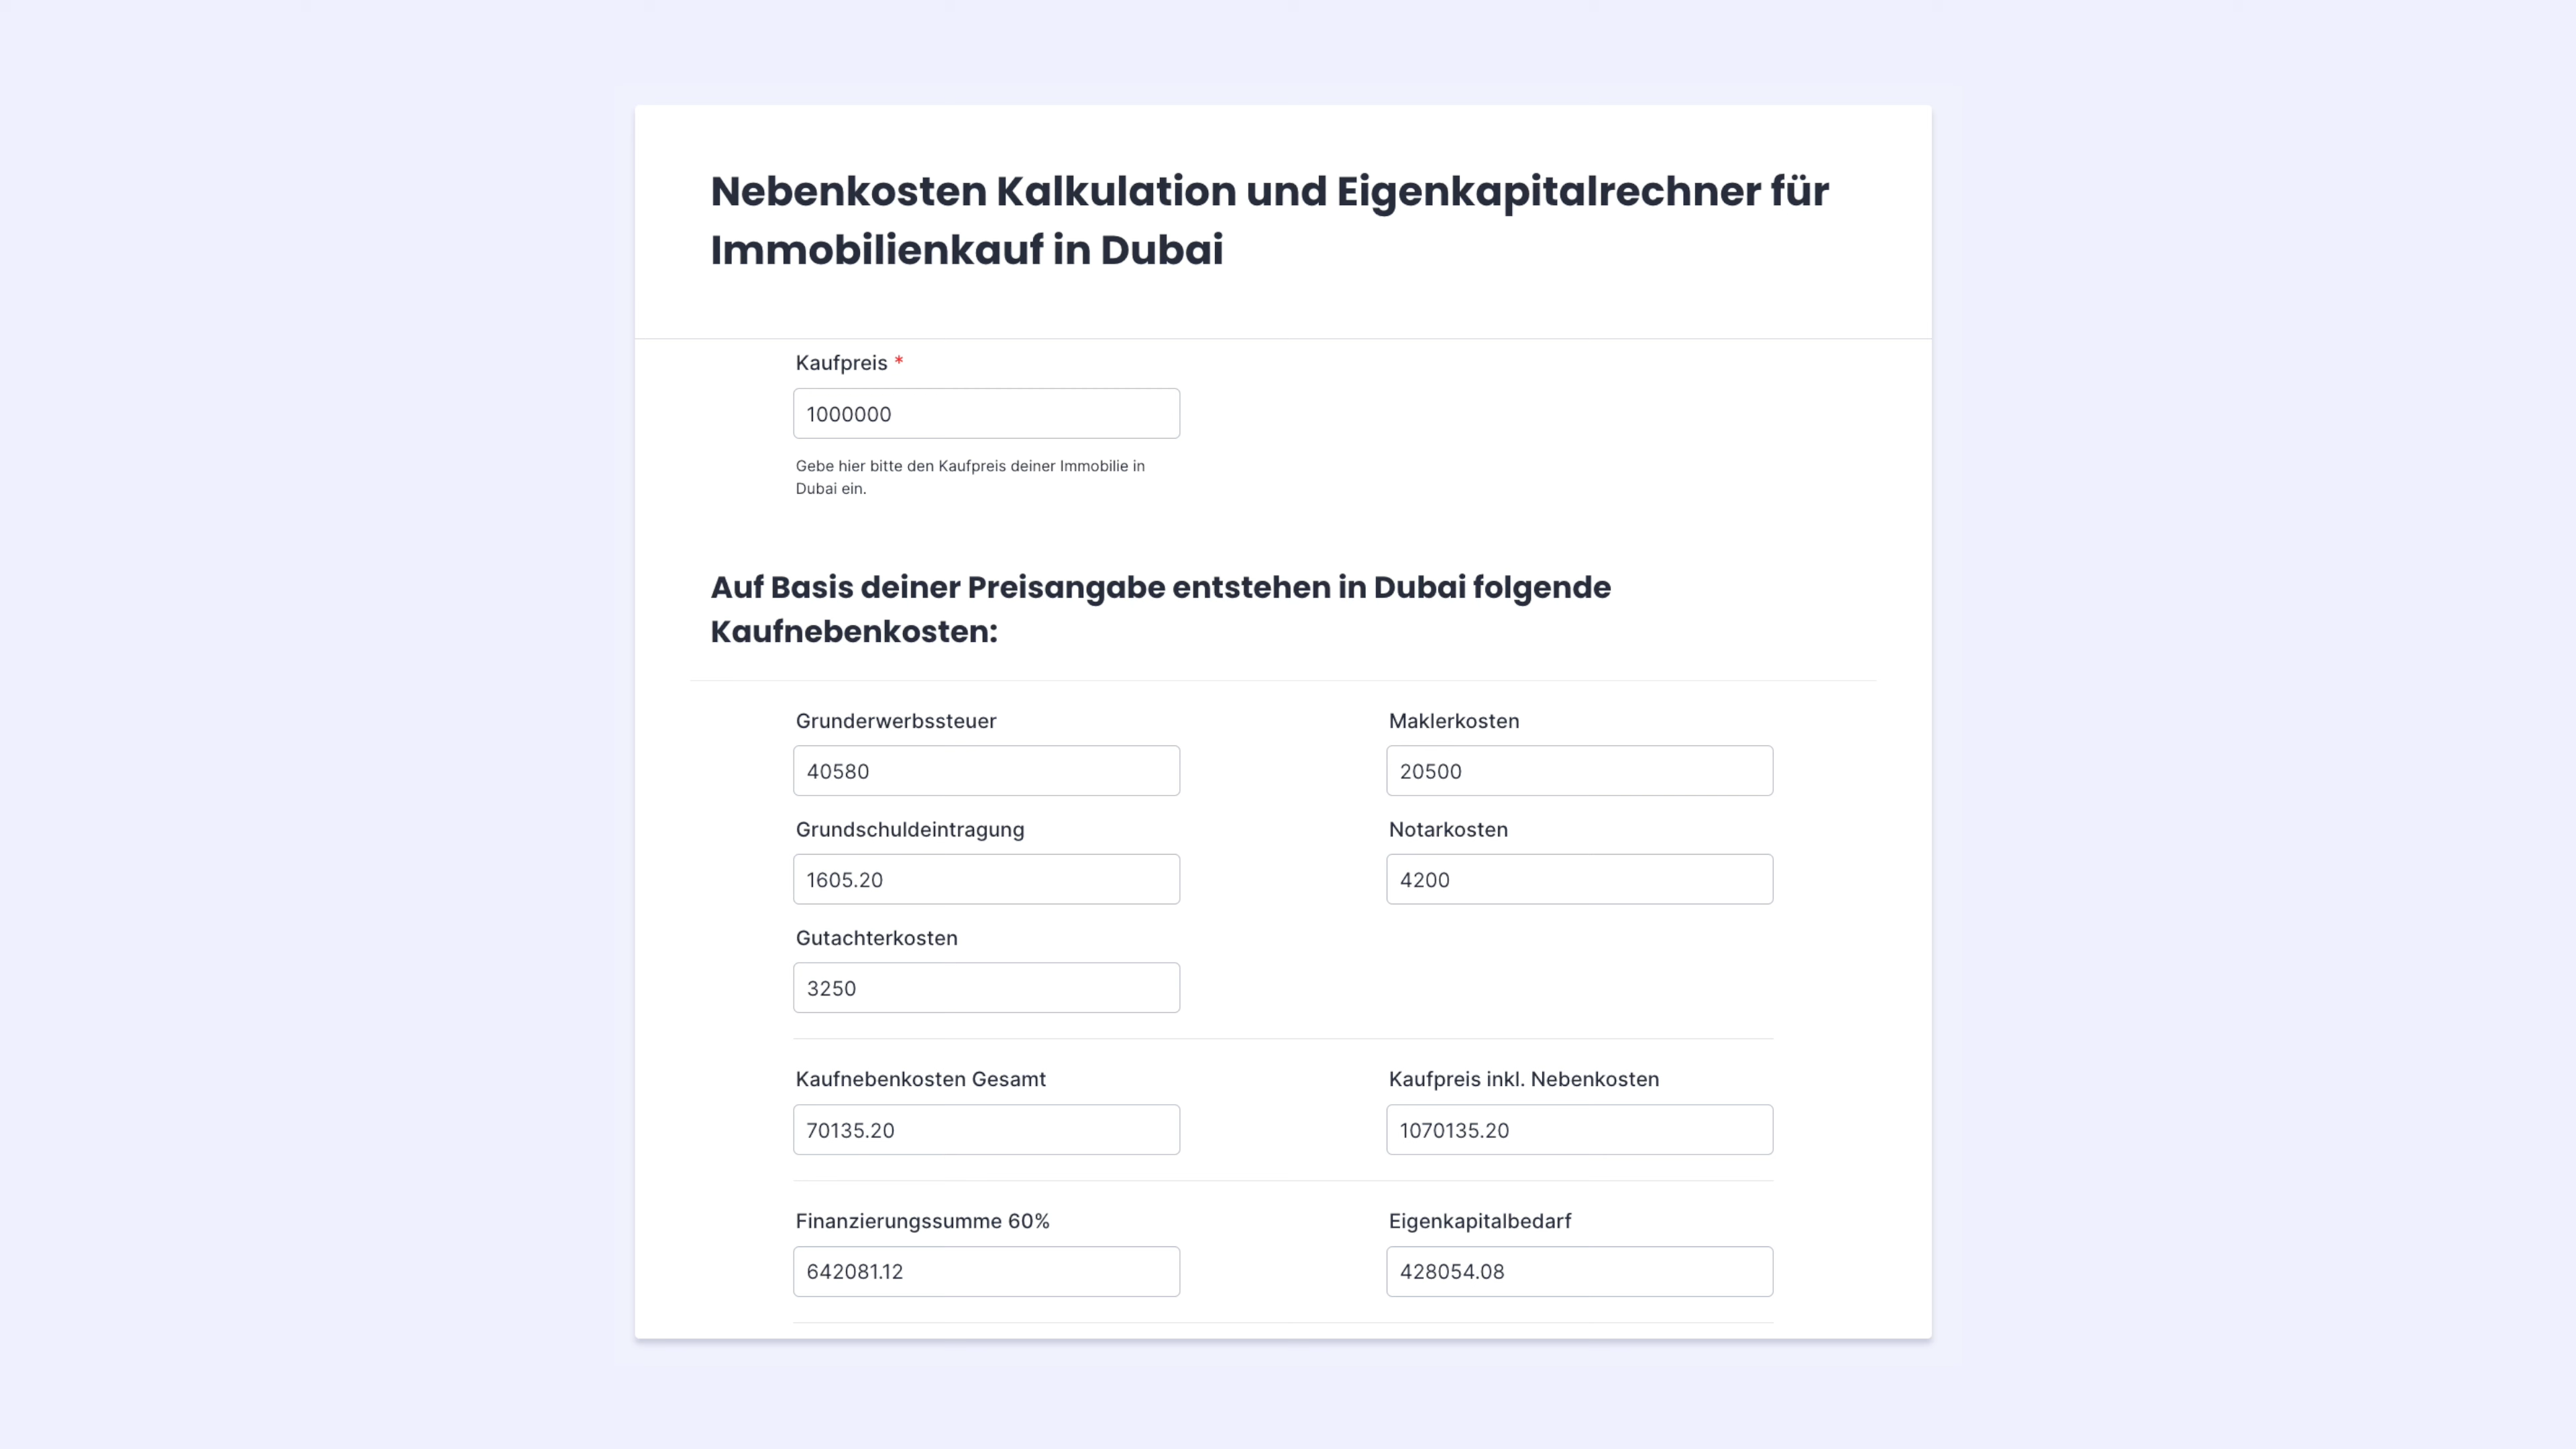 Nebenkosten Kalkulation und Eigenkapitalrechner für
Immobilienkauf in Dubai
Kaufpreis *
1000000
Gebe hier bitte den Kaufpreis deiner Immobilie in
Dubai ein.
Auf Basis deiner Preisangabe entstehen in Dubai folgende
Kaufnebenkosten:
Grunderwerbssteuer
40580
Maklerkosten
20500
Grundschuldeintragung
1605.20
Notarkosten
4200
Gutachterkosten
3250
Kaufnebenkosten Gesamt
70135.20
Kaufpreis inkl. Nebenkosten
1070135.20
Finanzierungssumme 60%
642081.12
Eigenkapitalbedarf
428054.08